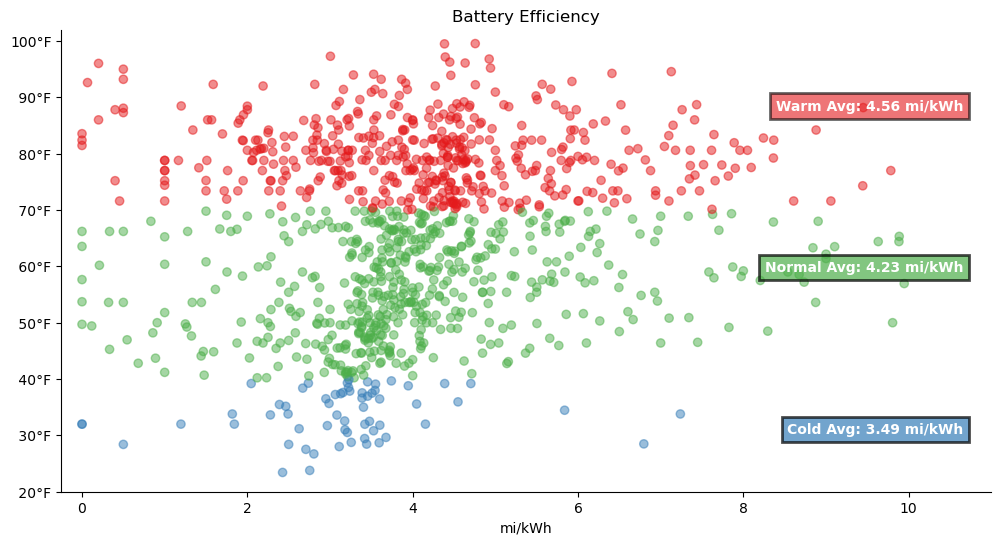 Battery Efficiency
100°F
90°F
Warm Avg: 4.56 mi/kWh
80°F
70°F
60°F
Normal Avg: 4.23 mi/kWh
50°F
40°F
30°F
Cold Avg: 3.49 mi/kWh
20°F
0 2 4 6 8 10
mi/kWh